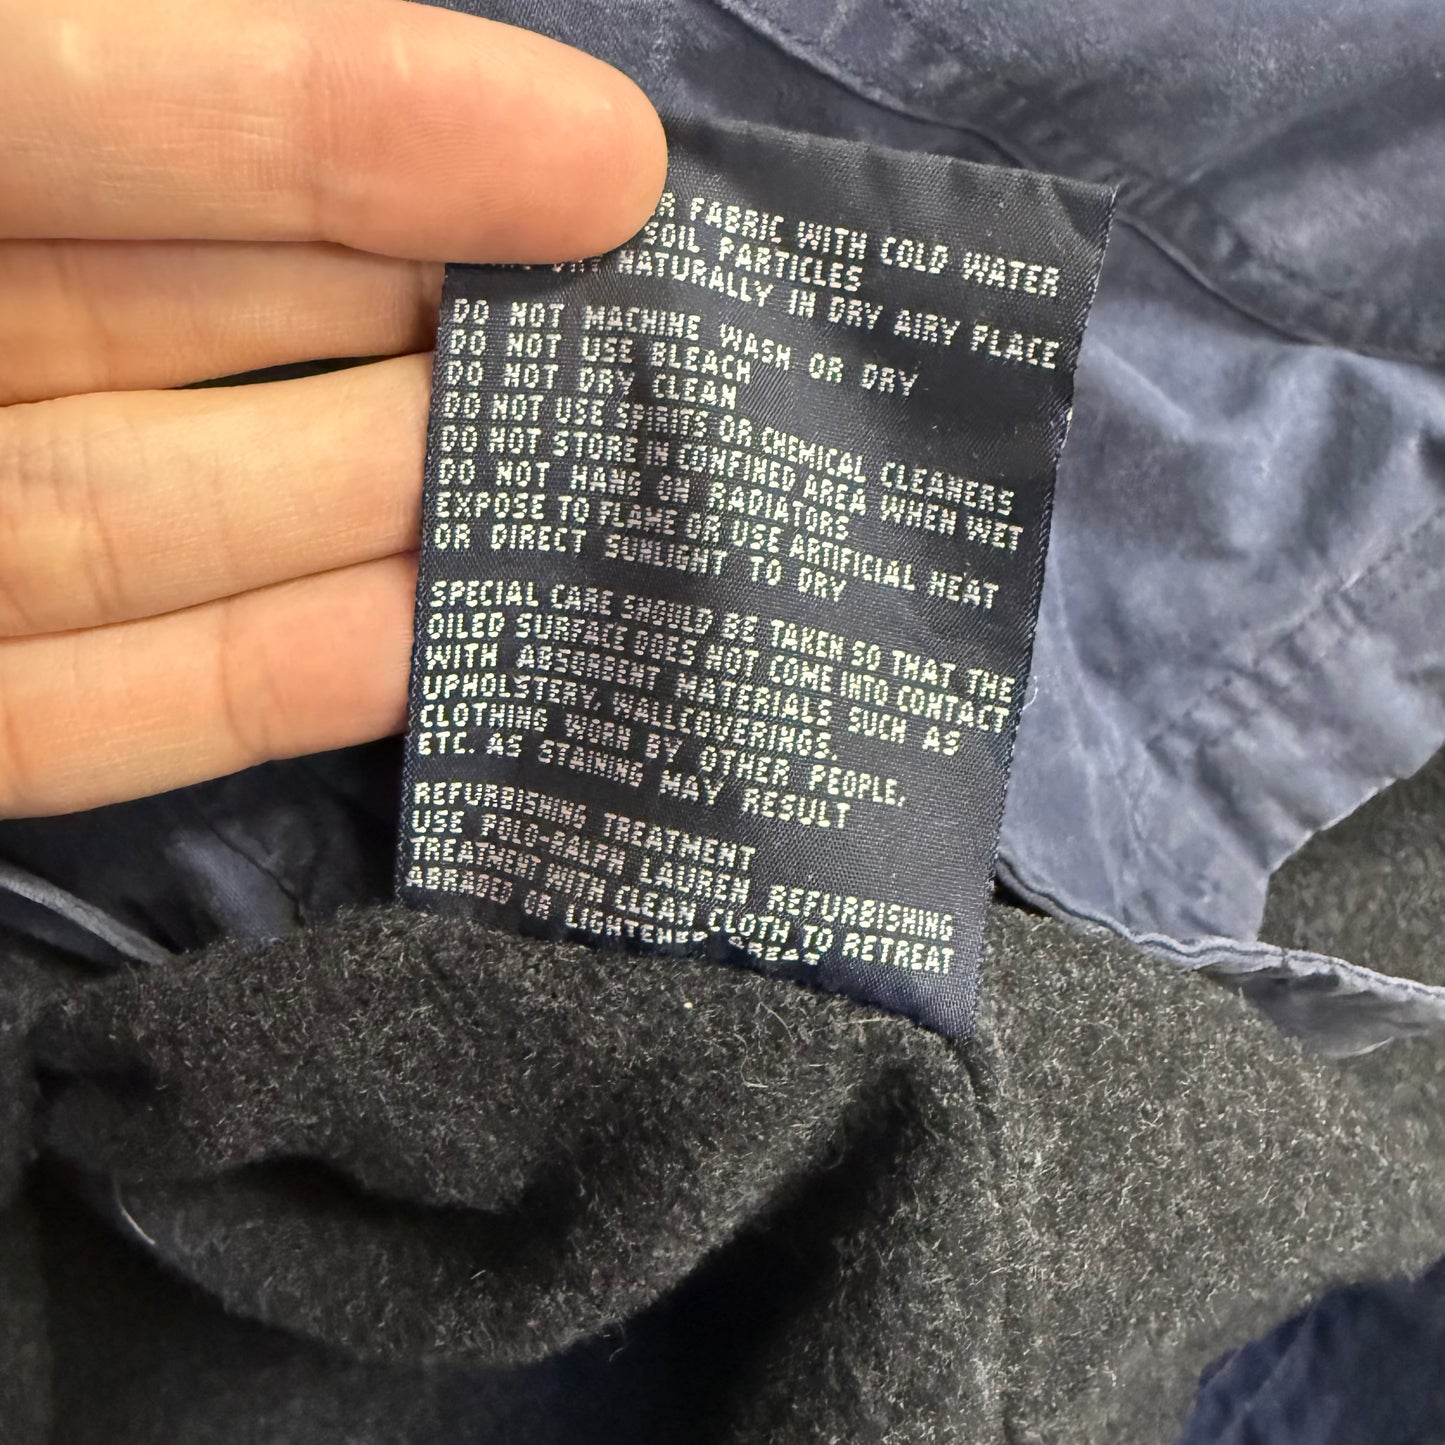 FABRIC WITH COLD WATER
SOIL PARTICLES
DRY NATURALLY IN DRY AIRY PLACE
DO NOT MACHINE WASH OR DRY
DO NOT USE BLEACH
DO NOT DRY CLEAN
DO NOT USE SPIRITS OR CHEMICAL CLEANERS
DO NOT STORE IN CONFINED AREA WHEN WET
DO NOT HANG ON RADIATORS
EXPOSE TO FLAME OR USE ARTIFICIAL HEAT
OR DIRECT SUNLIGHT TO DRY
SPECIAL CARE SHOULD BE TAKEN SO THAT THE
OILED SURFACE DOES NOT COME INTO CONTACT
WITH ABSORBENT MATERIALS SUCH AS
UPHOLSTERY, WALLCOVERINGS,
CLOTHING WORN BY OTHER PEOPLE,
ETC. AS STAINING MAY RESULT
REFURBISHING TREATMENT
USE POLO-RALPH LAUREN REFURBISHING
TREATMENT WITH CLEAN CLOTH TO RETREAT
ABRADED OR LIGHTENED AREAS